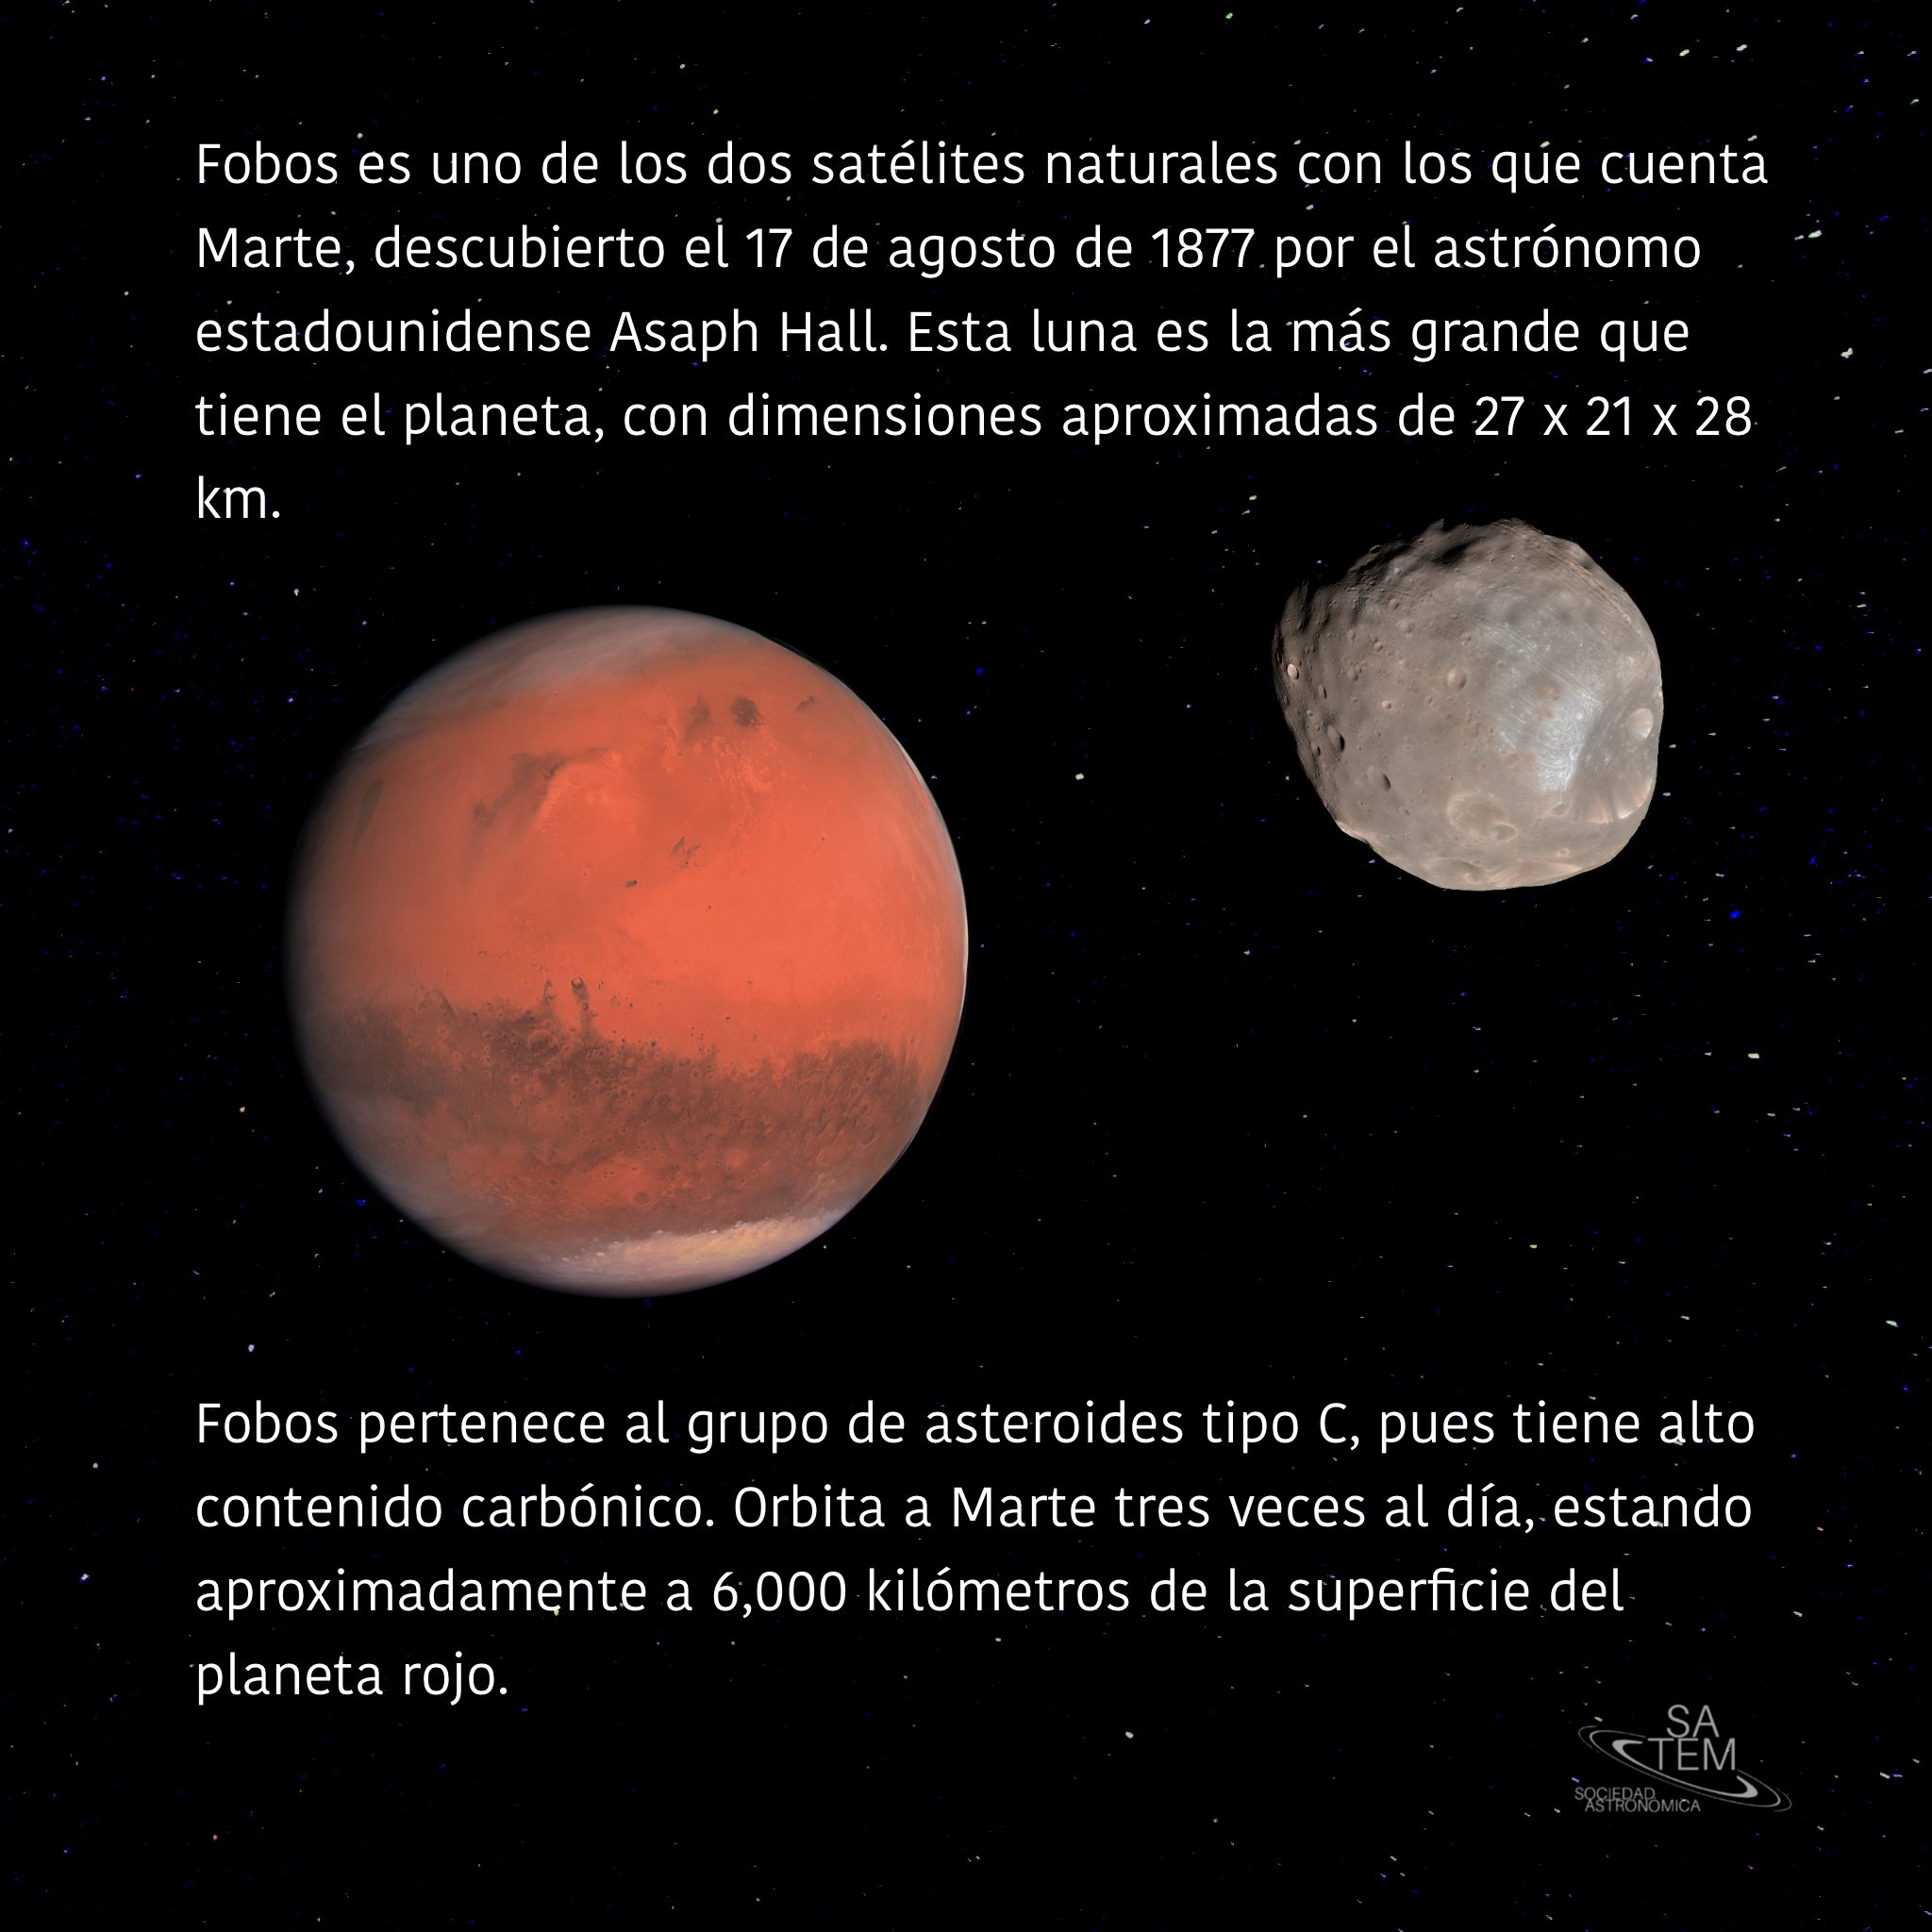 Fobos es uno de los dos satélites naturales con los que cuenta
Marte, descubierto el 17 de agosto de 1877 por el astrónomo
estadounidense Asaph Hall. Esta luna es la más grande que
tiene el planeta, con dimensiones aproximadas de 27 x 21 x 28
km.
Fobos pertenece al grupo de asteroides tipo C, pues tiene alto
contenido carbónico. Orbita a Marte tres veces al día, estando
aproximadamente a 6,000 kilómetros de la superficie del
planeta rojo.
SA
TEM
SOCIEDAD
ASTRONOMICA